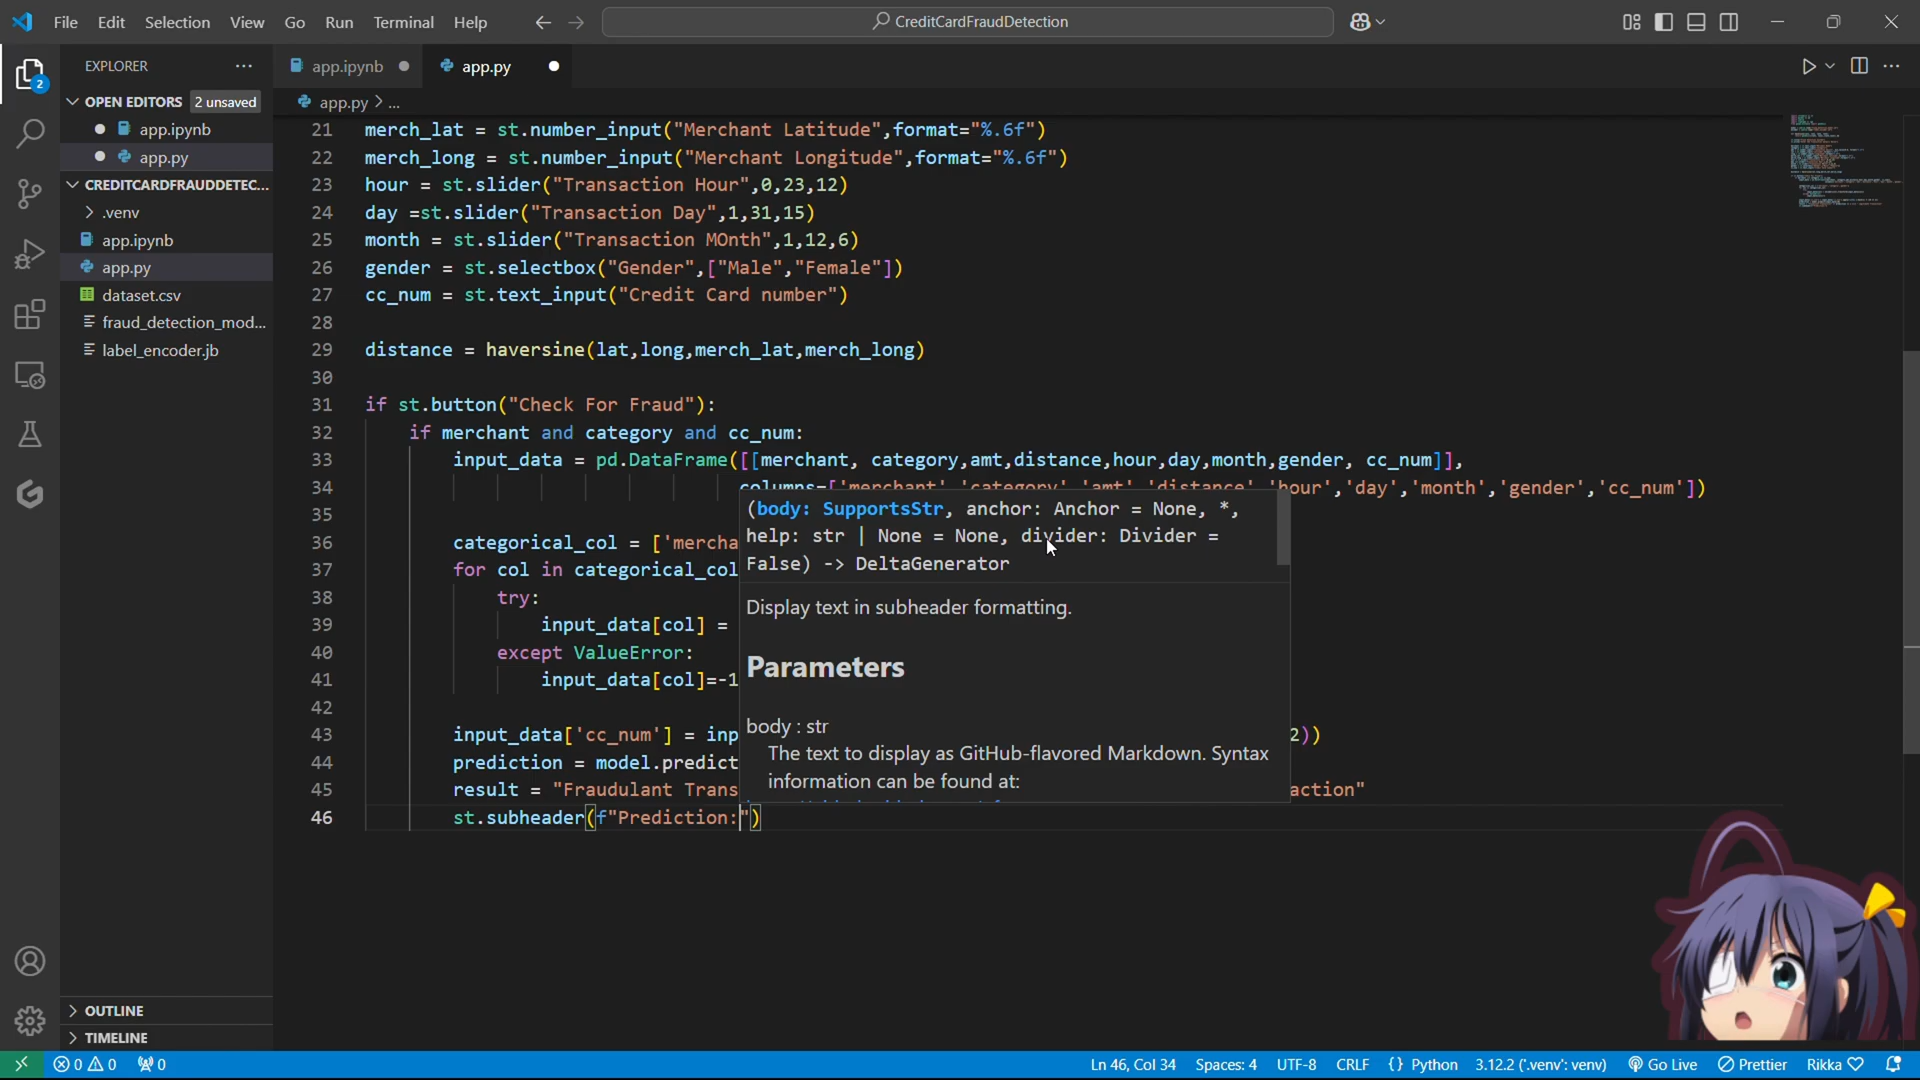 File Edit Selection View Go Run Terminal Help
CreditCardFraudDetection
EXPLORER
2
OPEN EDITORS 2 unsaved
app.ipynb
app.py
CREDITCARDFRAUDDETEC...
.venv
app.ipynb
app.py
dataset.csv
fraud_detection_mod...
label_encoder.jb
OUTLINE
TIMELINE
app.ipynb
app.py
app.py > ...
21 merch_lat = st.number_input("Merchant Latitude",format="%.6f")
22 merch_long = st.number_input("Merchant Longitude",format="%.6f")
23 hour = st.slider("Transaction Hour",0,23,12)
24 day =st.slider("Transaction Day",1,31,15)
25 month = st.slider("Transaction MOnth",1,12,6)
26 gender = st.selectbox("Gender",["Male","Female"])
27 cc_num = st.text_input("Credit Card number")
28
29 distance = haversine(lat,long,merch_lat,merch_long)
30
31 if st.button("Check For Fraud"):
32 if merchant and category and cc_num:
33 input_data = pd.DataFrame([[merchant, category,amt,distance,hour,day,month,gender, cc_num]],
34 columns=['merchant','category','amt','distance','hour','day','month','gender','cc_num'])
35
36 categorical_col = ['mercha
37 for col in categorical_col
38 try:
39 input_data[col] =
40 except ValueError:
41 input_data[col]=-1
42
43 input_data['cc_num'] = inp 2))
44 prediction = model.predict
45 result = "Fraudulant Trans action"
46 st.subheader(f"Prediction:")
(body: SupportsStr, anchor: Anchor = None, *,
help: str | None = None, divider: Divider =
False) -> DeltaGenerator
Display text in subheader formatting.
Parameters
body : str
The text to display as GitHub-flavored Markdown. Syntax
information can be found at:
0 0 0
Ln 46, Col 34 Spaces: 4 UTF-8 CRLF {} Python 3.12.2 ('.venv': venv) Go Live Prettier Rikka